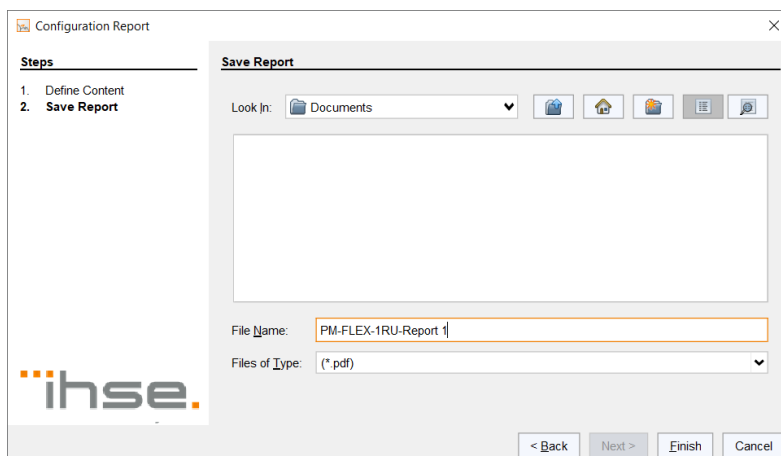 Configuration Report
Steps
1. Define Content
2. Save Report
Save Report
Look In: Documents
File Name: PM-FLEX-1RU-Report 1
Files of Type: (*.pdf)
ihse.
< Back Next > Finish Cancel